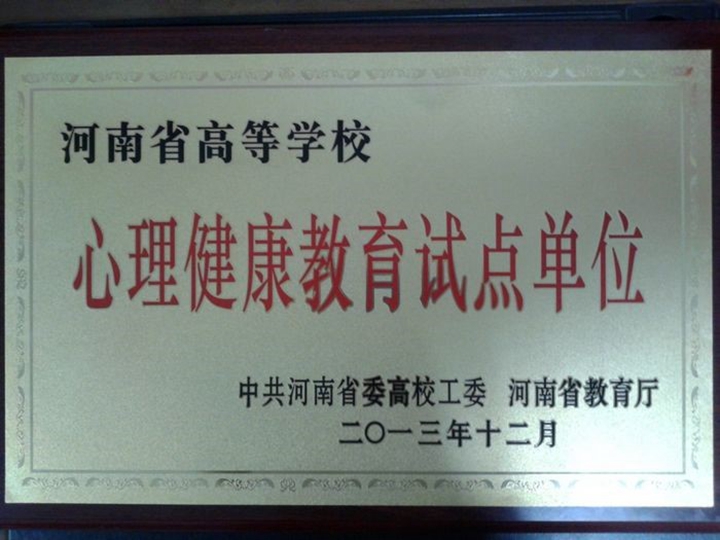 河南省高等学校
心理健康教育试点单位
中共河南省委高校工委 河南省教育厅
二〇一三年十二月